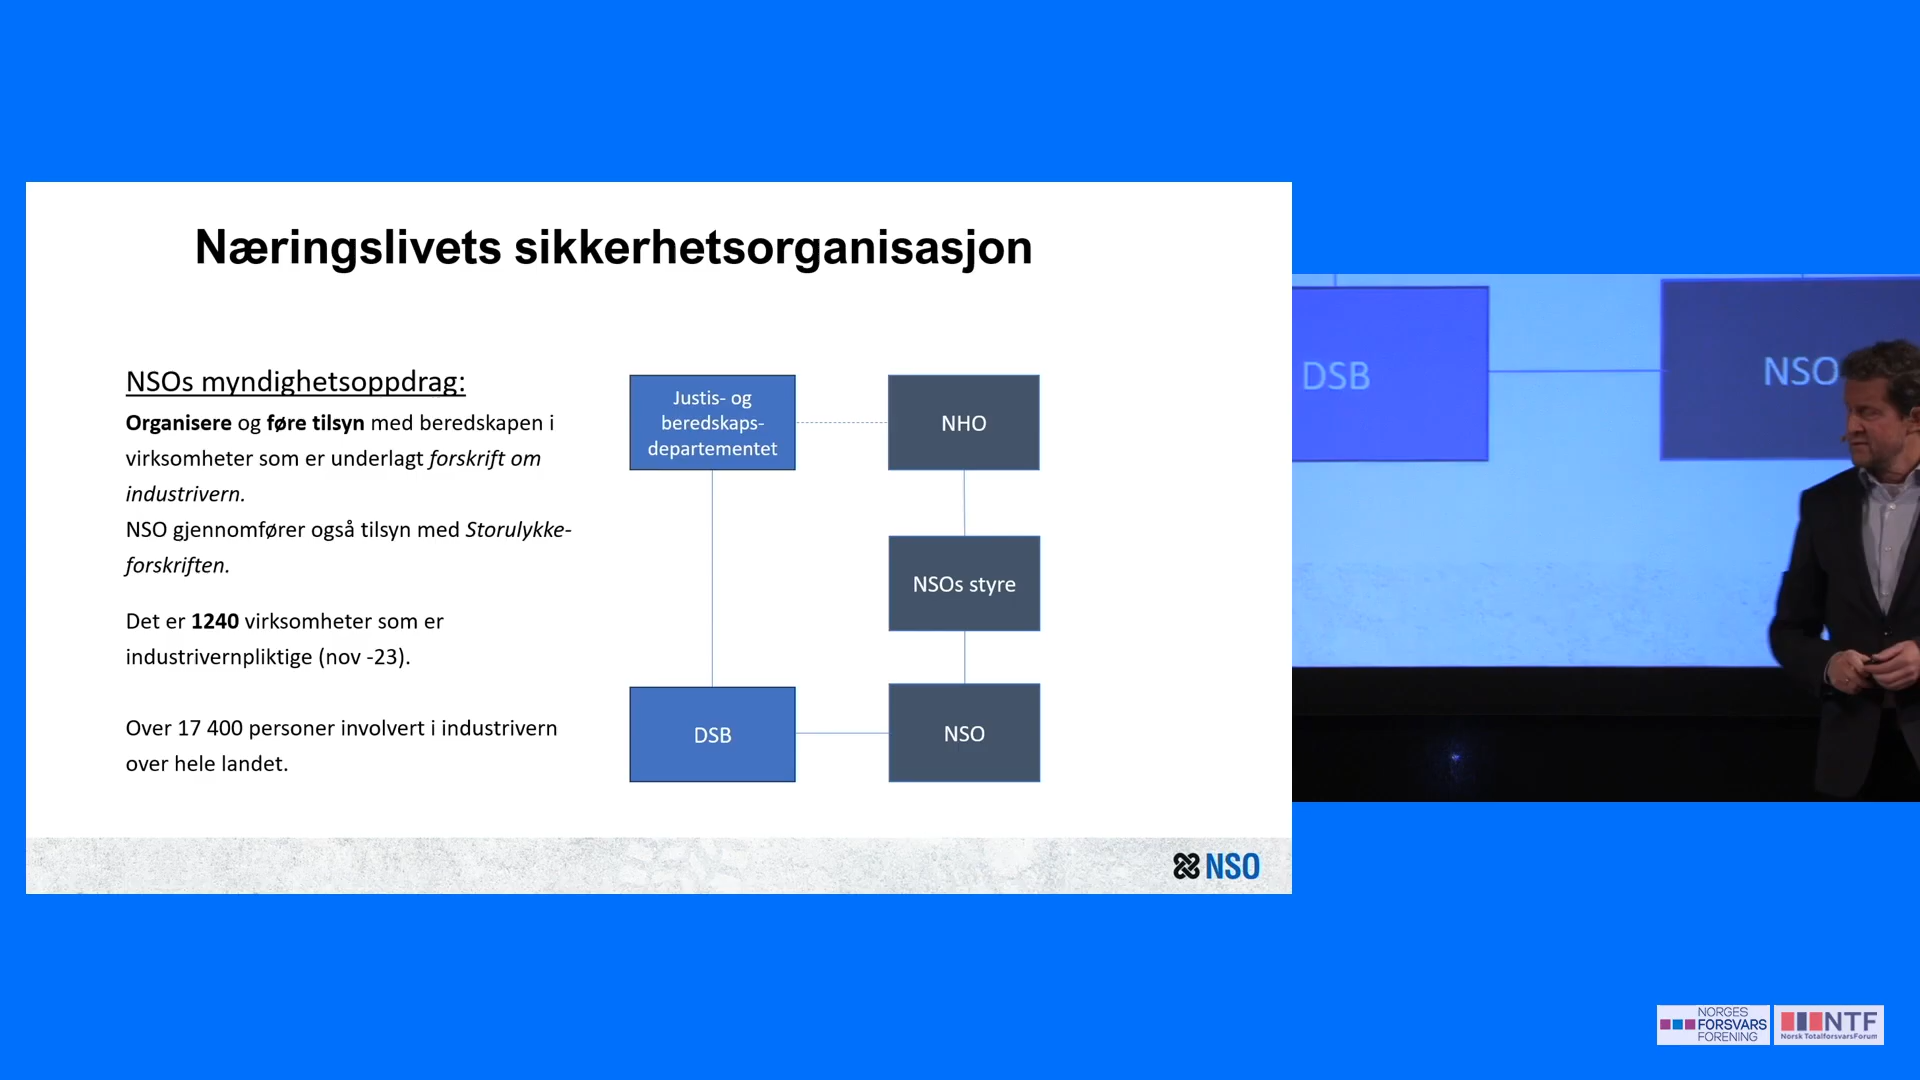 Næringslivets sikkerhetsorganisasjon
NSOs myndighetsoppdrag:
Organisere og føre tilsyn med beredskapen i
virksomheter som er underlagt forskrift om
industrivern.
NSO gjennomfører også tilsyn med Storulykke-
forskriften.
Det er 1240 virksomheter som er
industrivernpliktige (nov -23).
Over 17 400 personer involvert i industrivern
over hele landet.
Justis- og
beredskaps-
departementet
NHO
NSOs styre
DSB
NSO
NSO
DSB
NSO
NORGES
FORSVARS
FORENING
NTF
Norsk TotalforsvarsForum